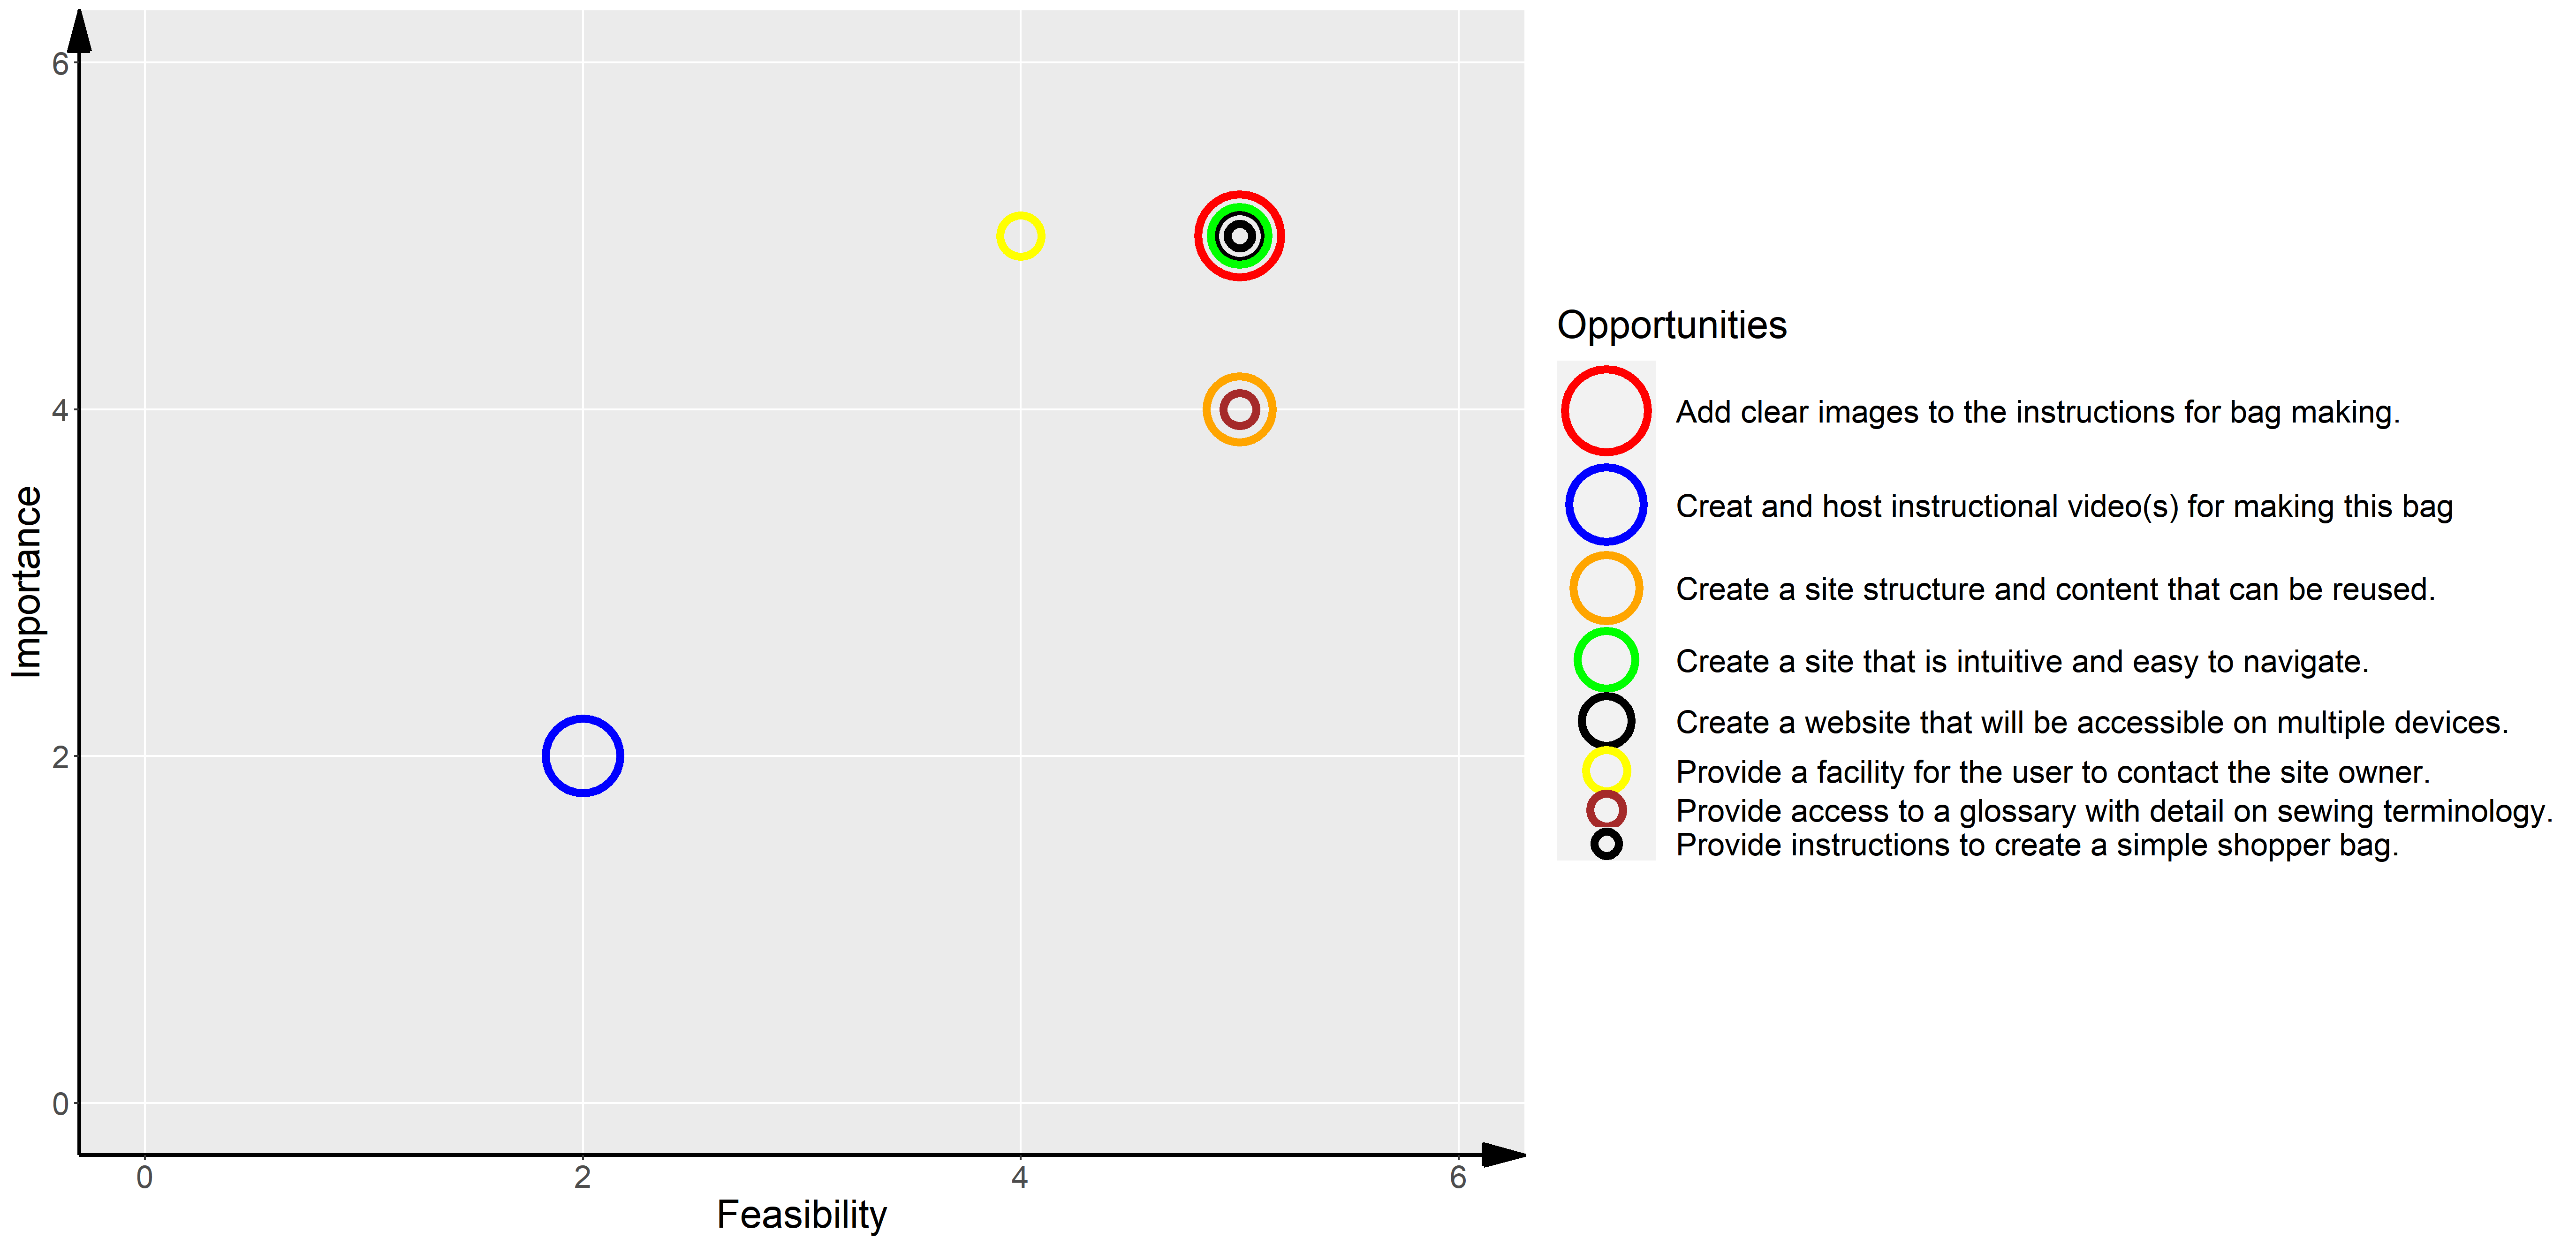 6
4
2
0
Importance
0 2 4 6
Feasibility
Opportunities
Add clear images to the instructions for bag making.
Creat and host instructional video(s) for making this bag
Create a site structure and content that can be reused.
Create a site that is intuitive and easy to navigate.
Create a website that will be accessible on multiple devices.
Provide a facility for the user to contact the site owner.
Provide access to a glossary with detail on sewing terminology.
Provide instructions to create a simple shopper bag.